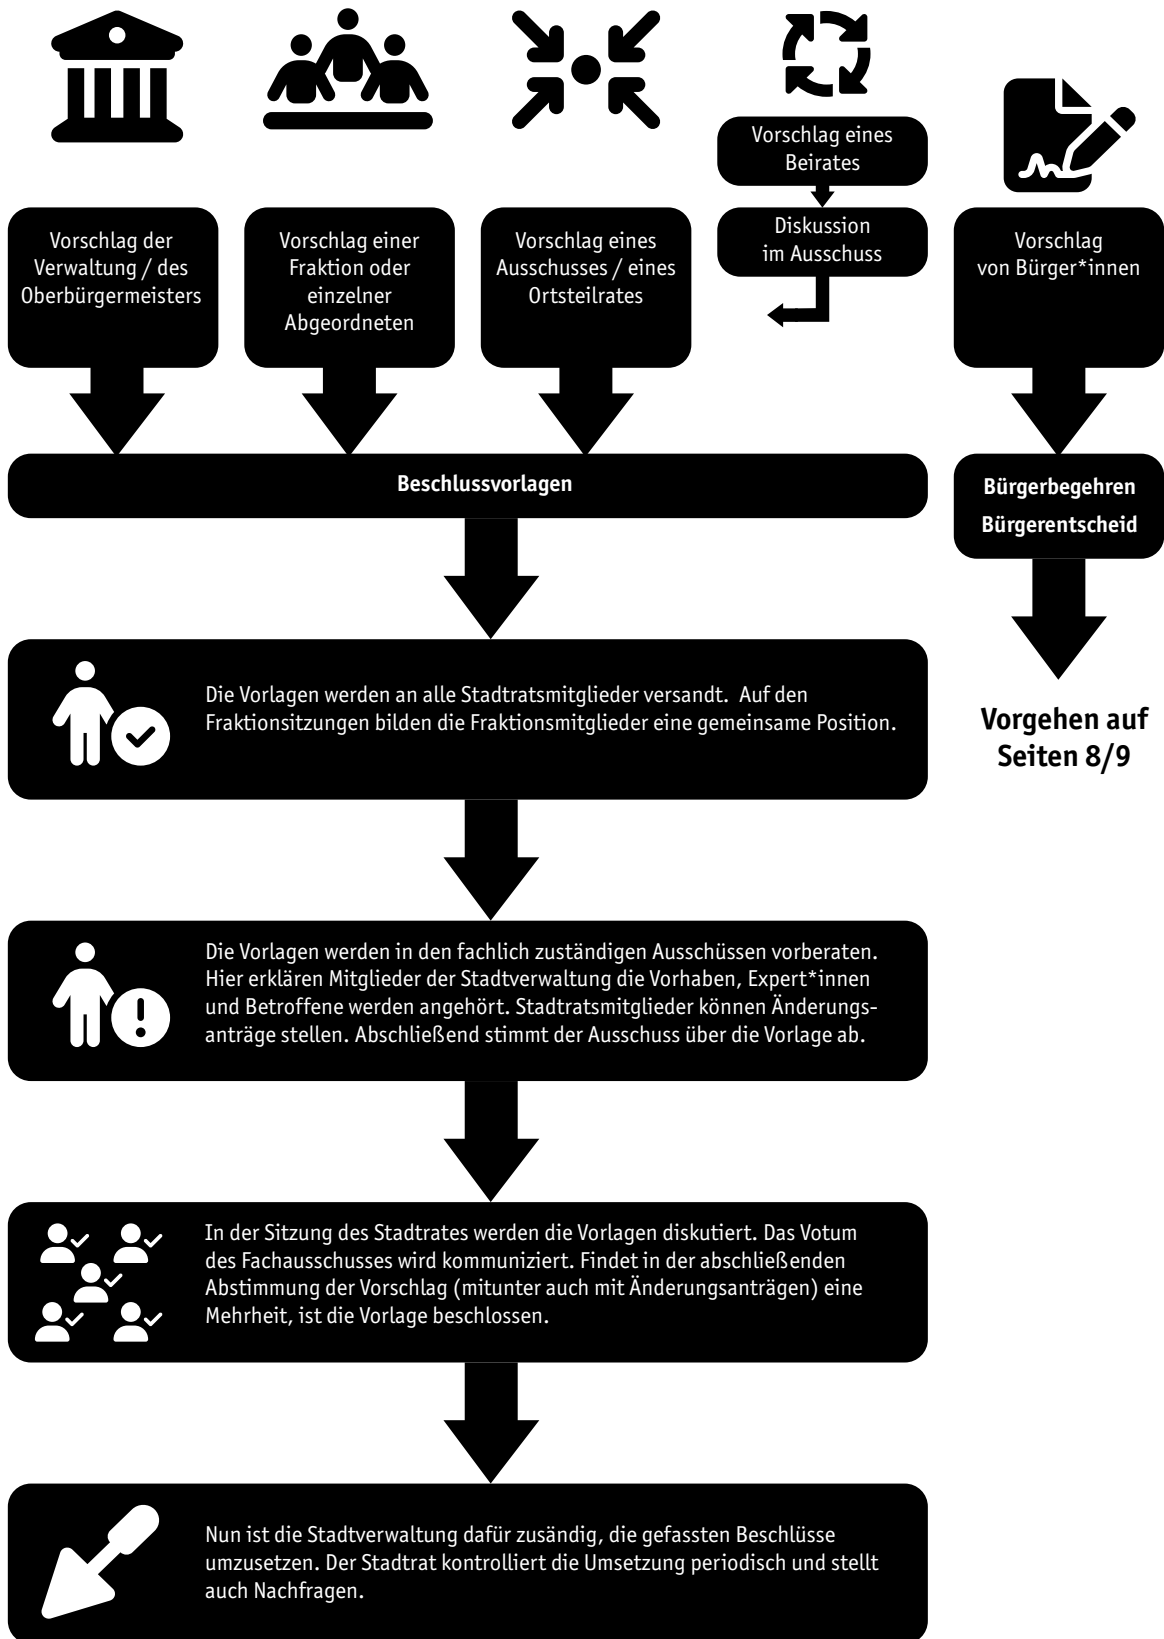 Vorschlag der
Verwaltung / des
Oberbürgermeisters
Vorschlag einer
Fraktion oder
einzelner
Abgeordneten
Vorschlag eines
Ausschusses / eines
Ortsteilrates
Vorschlag eines
Beirates
Diskussion
im Ausschuss
Vorschlag
von Bürger*innen
Beschlussvorlagen
Bürgerbegehren
Bürgerentscheid
Vorgehen auf
Seiten 8/9
Die Vorlagen werden an alle Stadtratsmitglieder versandt.  Auf den
Fraktionsitzungen bilden die Fraktionsmitglieder eine gemeinsame Position.
Die Vorlagen werden in den fachlich zuständigen Ausschüssen vorberaten.
Hier erklären Mitglieder der Stadtverwaltung die Vorhaben, Expert*innen
und Betroffene werden angehört. Stadtratsmitglieder können Änderungs-
anträge stellen. Abschließend stimmt der Ausschuss über die Vorlage ab.
In der Sitzung des Stadtrates werden die Vorlagen diskutiert. Das Votum
des Fachausschusses wird kommuniziert. Findet in der abschließenden
Abstimmung der Vorschlag (mitunter auch mit Änderungsanträgen) eine
Mehrheit, ist die Vorlage beschlossen.
Nun ist die Stadtverwaltung dafür zusändig, die gefassten Beschlüsse
umzusetzen. Der Stadtrat kontrolliert die Umsetzung periodisch und stellt
auch Nachfragen.